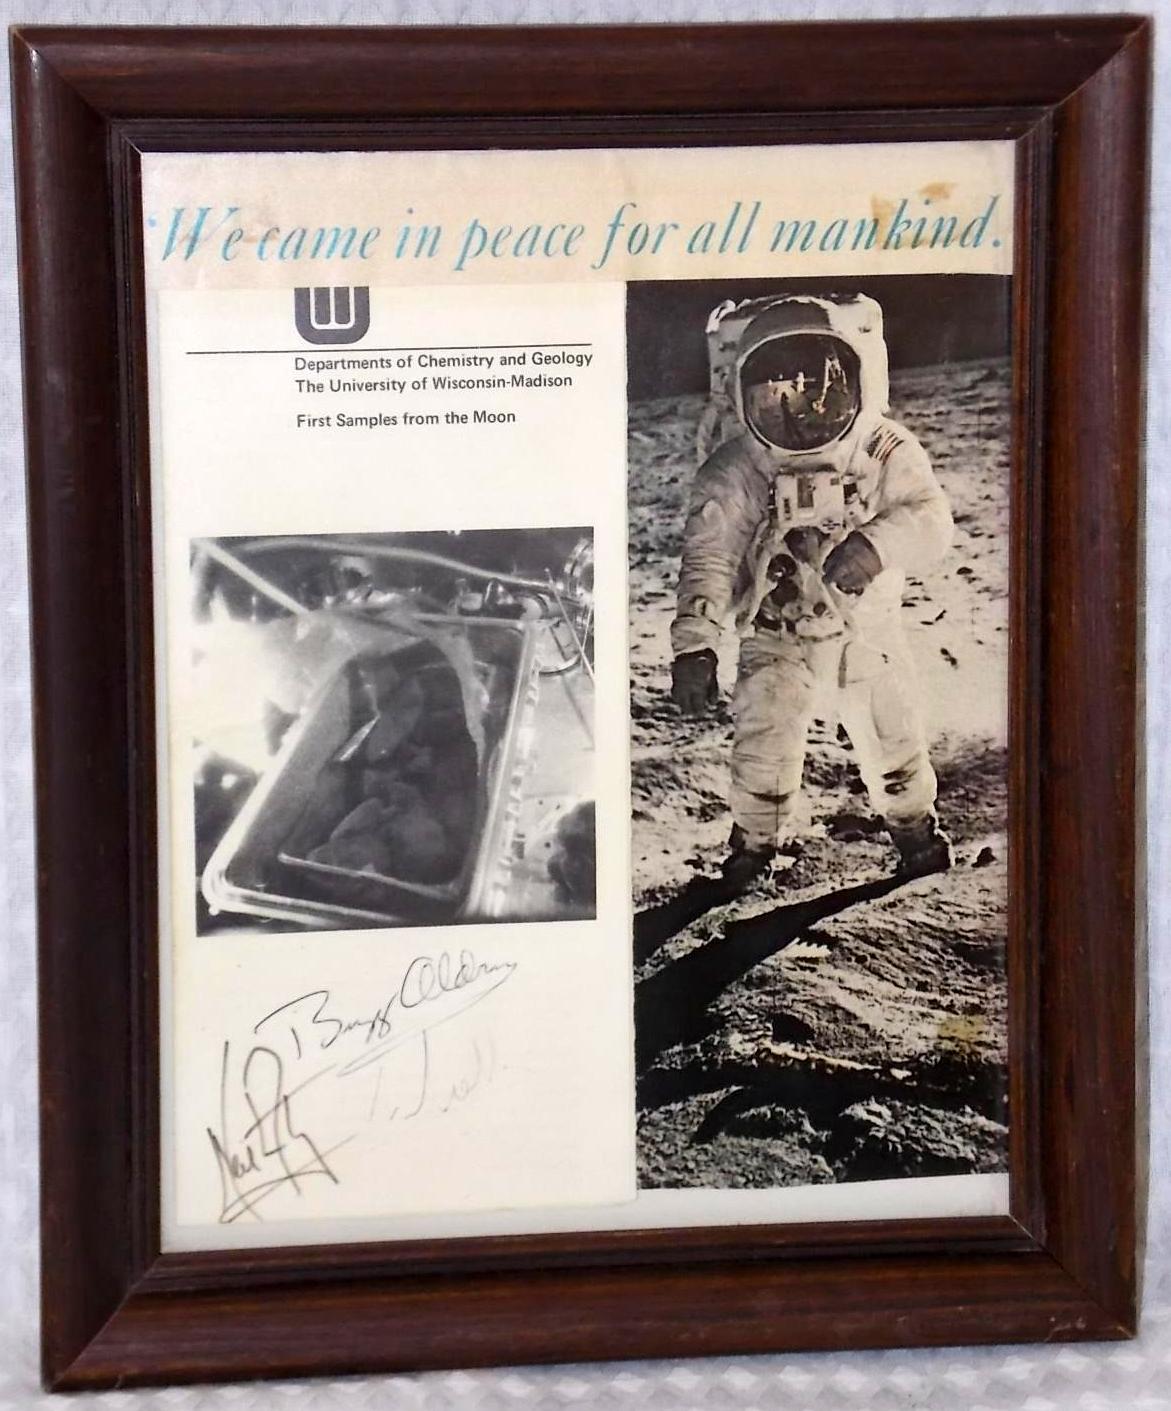 'We came in peace for all mankind.
W
Departments of Chemistry and Geology
The University of Wisconsin-Madison
First Samples from the Moon
Buzz Aldrin
Neil